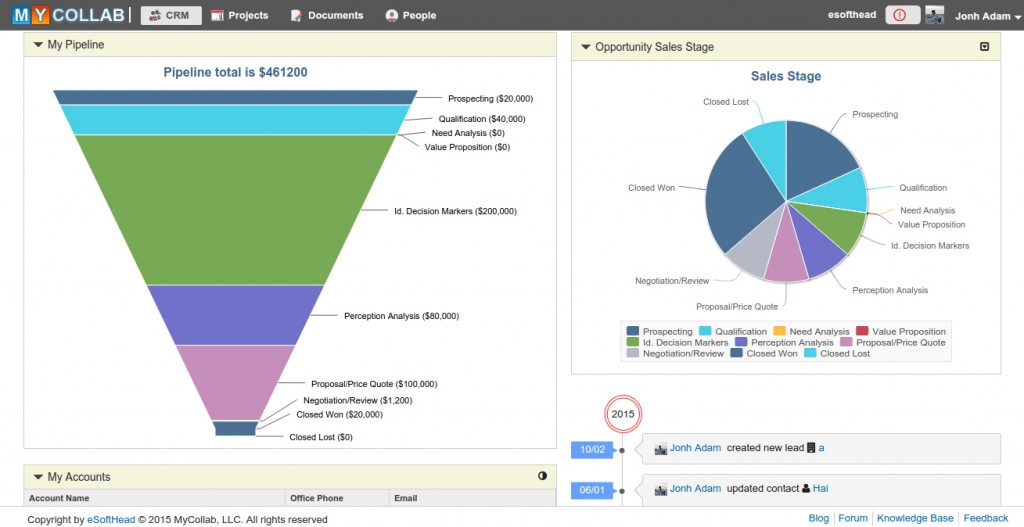 MYCOLLAB CRM Projects Documents People esofthead Jonh Adam
My Pipeline
Pipeline total is $461200
Prospecting ($20,000)
Qualification ($40,000)
Need Analysis ($0)
Value Proposition ($0)
Id. Decision Markers ($200,000)
Perception Analysis ($80,000)
Proposal/Price Quote ($100,000)
Negotiation/Review ($1,200)
Closed Won ($20,000)
Closed Lost ($0)
My Accounts
Account Name Office Phone Email
Opportunity Sales Stage
Sales Stage
Closed Lost
Prospecting
Closed Won
Qualification
Need Analysis
Value Proposition
Id. Decision Markers
Negotiation/Review
Perception Analysis
Proposal/Price Quote
Prospecting Qualification Need Analysis Value Proposition
Id. Decision Markers Perception Analysis Proposal/Price Quote
Negotiation/Review Closed Won Closed Lost
2015
10/02 Jonh Adam created new lead a
06/01 Jonh Adam updated contact Hai
Copyright by eSoftHead © 2015 MyCollab, LLC. All rights reserved Blog Forum Knowledge Base Feedback